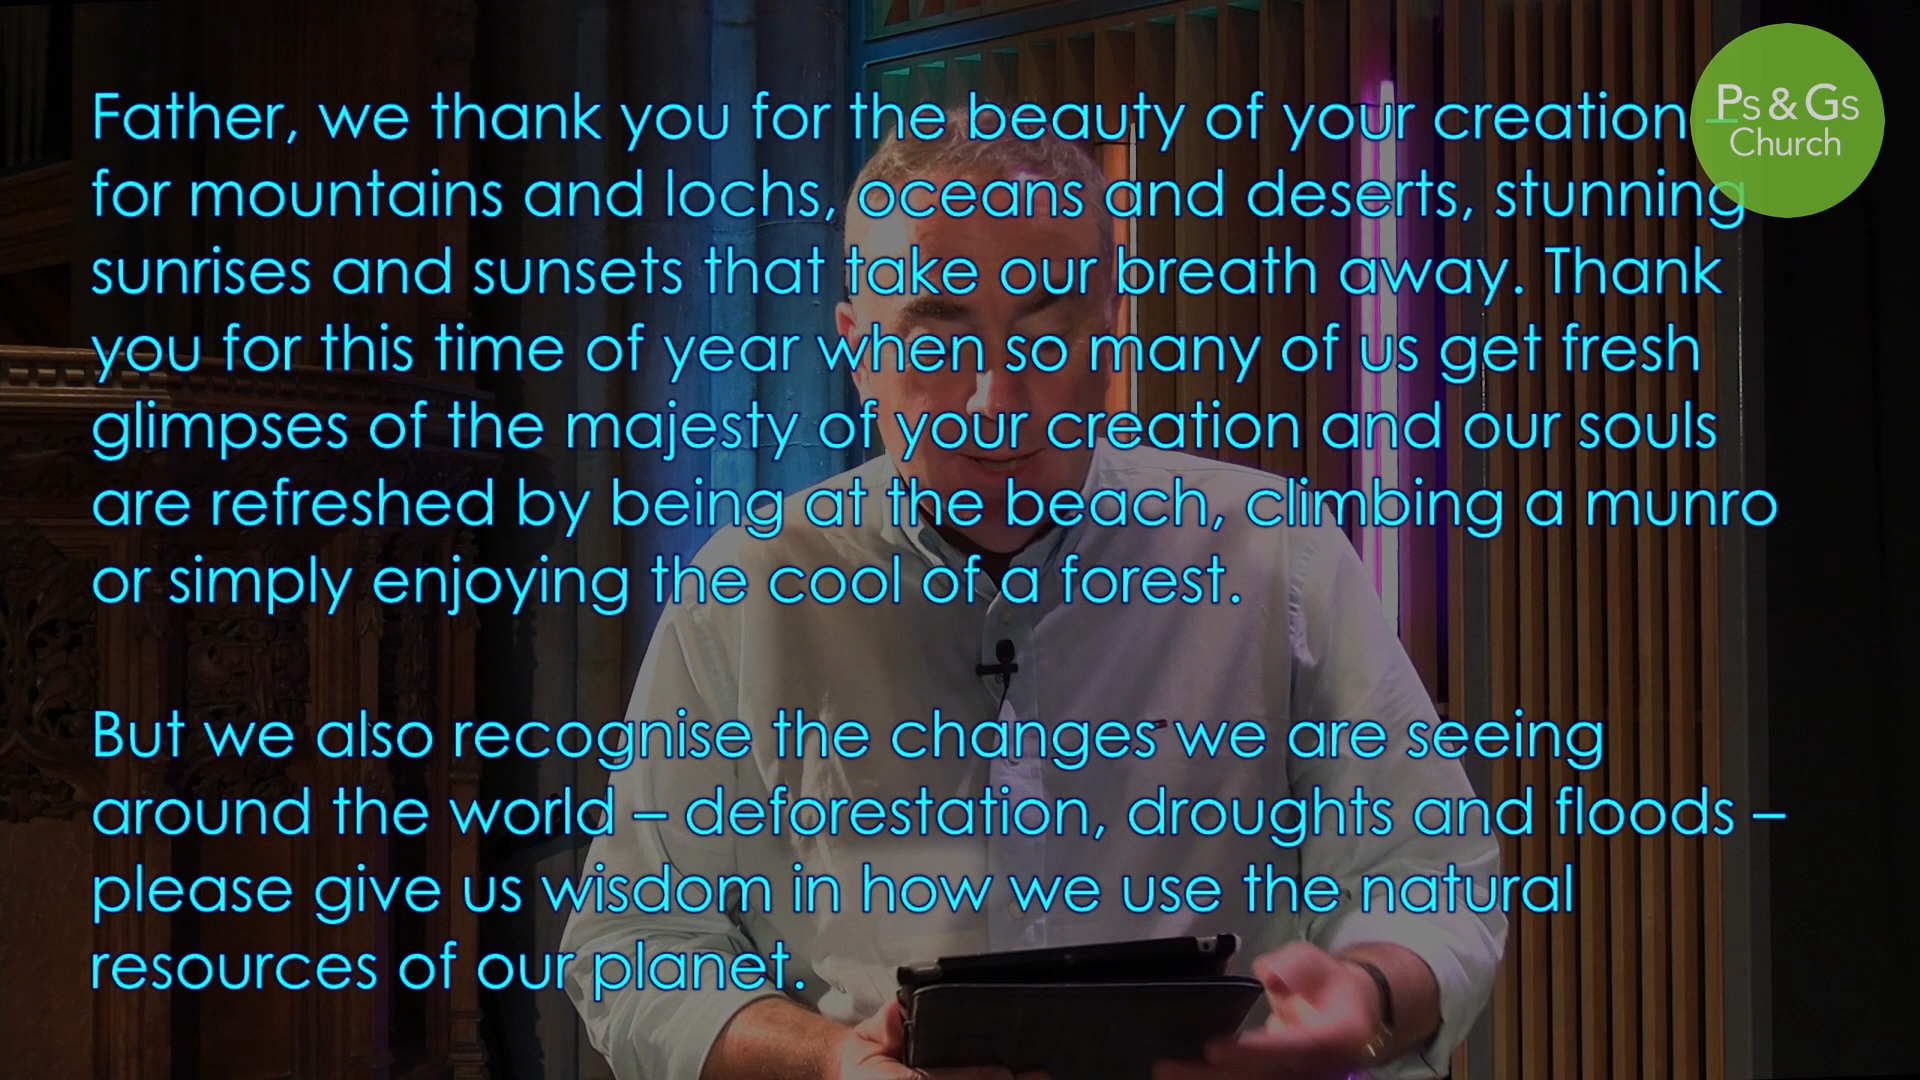 Father, we thank you for the beauty of your creation
for mountains and lochs, oceans and deserts, stunning
sunrises and sunsets that take our breath away. Thank
you for this time of year when so many of us get fresh
glimpses of the majesty of your creation and our souls
are refreshed by being at the beach, climbing a munro
or simply enjoying the cool of a forest.
But we also recognise the changes we are seeing
around the world – deforestation, droughts and floods –
please give us wisdom in how we use the natural
resources of our planet.
Ps & Gs
Church